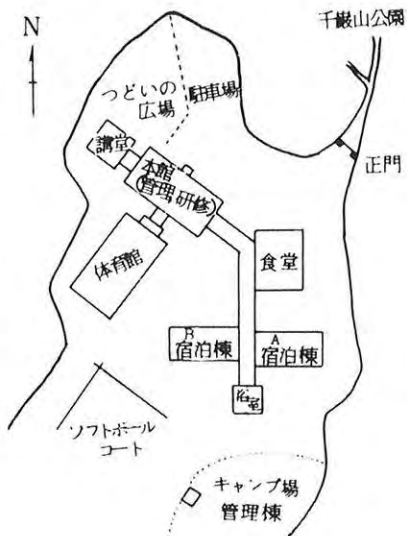 千巌山公園
N
つどいの
広場
駐車場
講堂
本館
(管理,研修)
正門
体育館
食堂
B
宿泊棟
A
宿泊棟
浴室
ソフトボール
コート
キャンプ場
管理棟